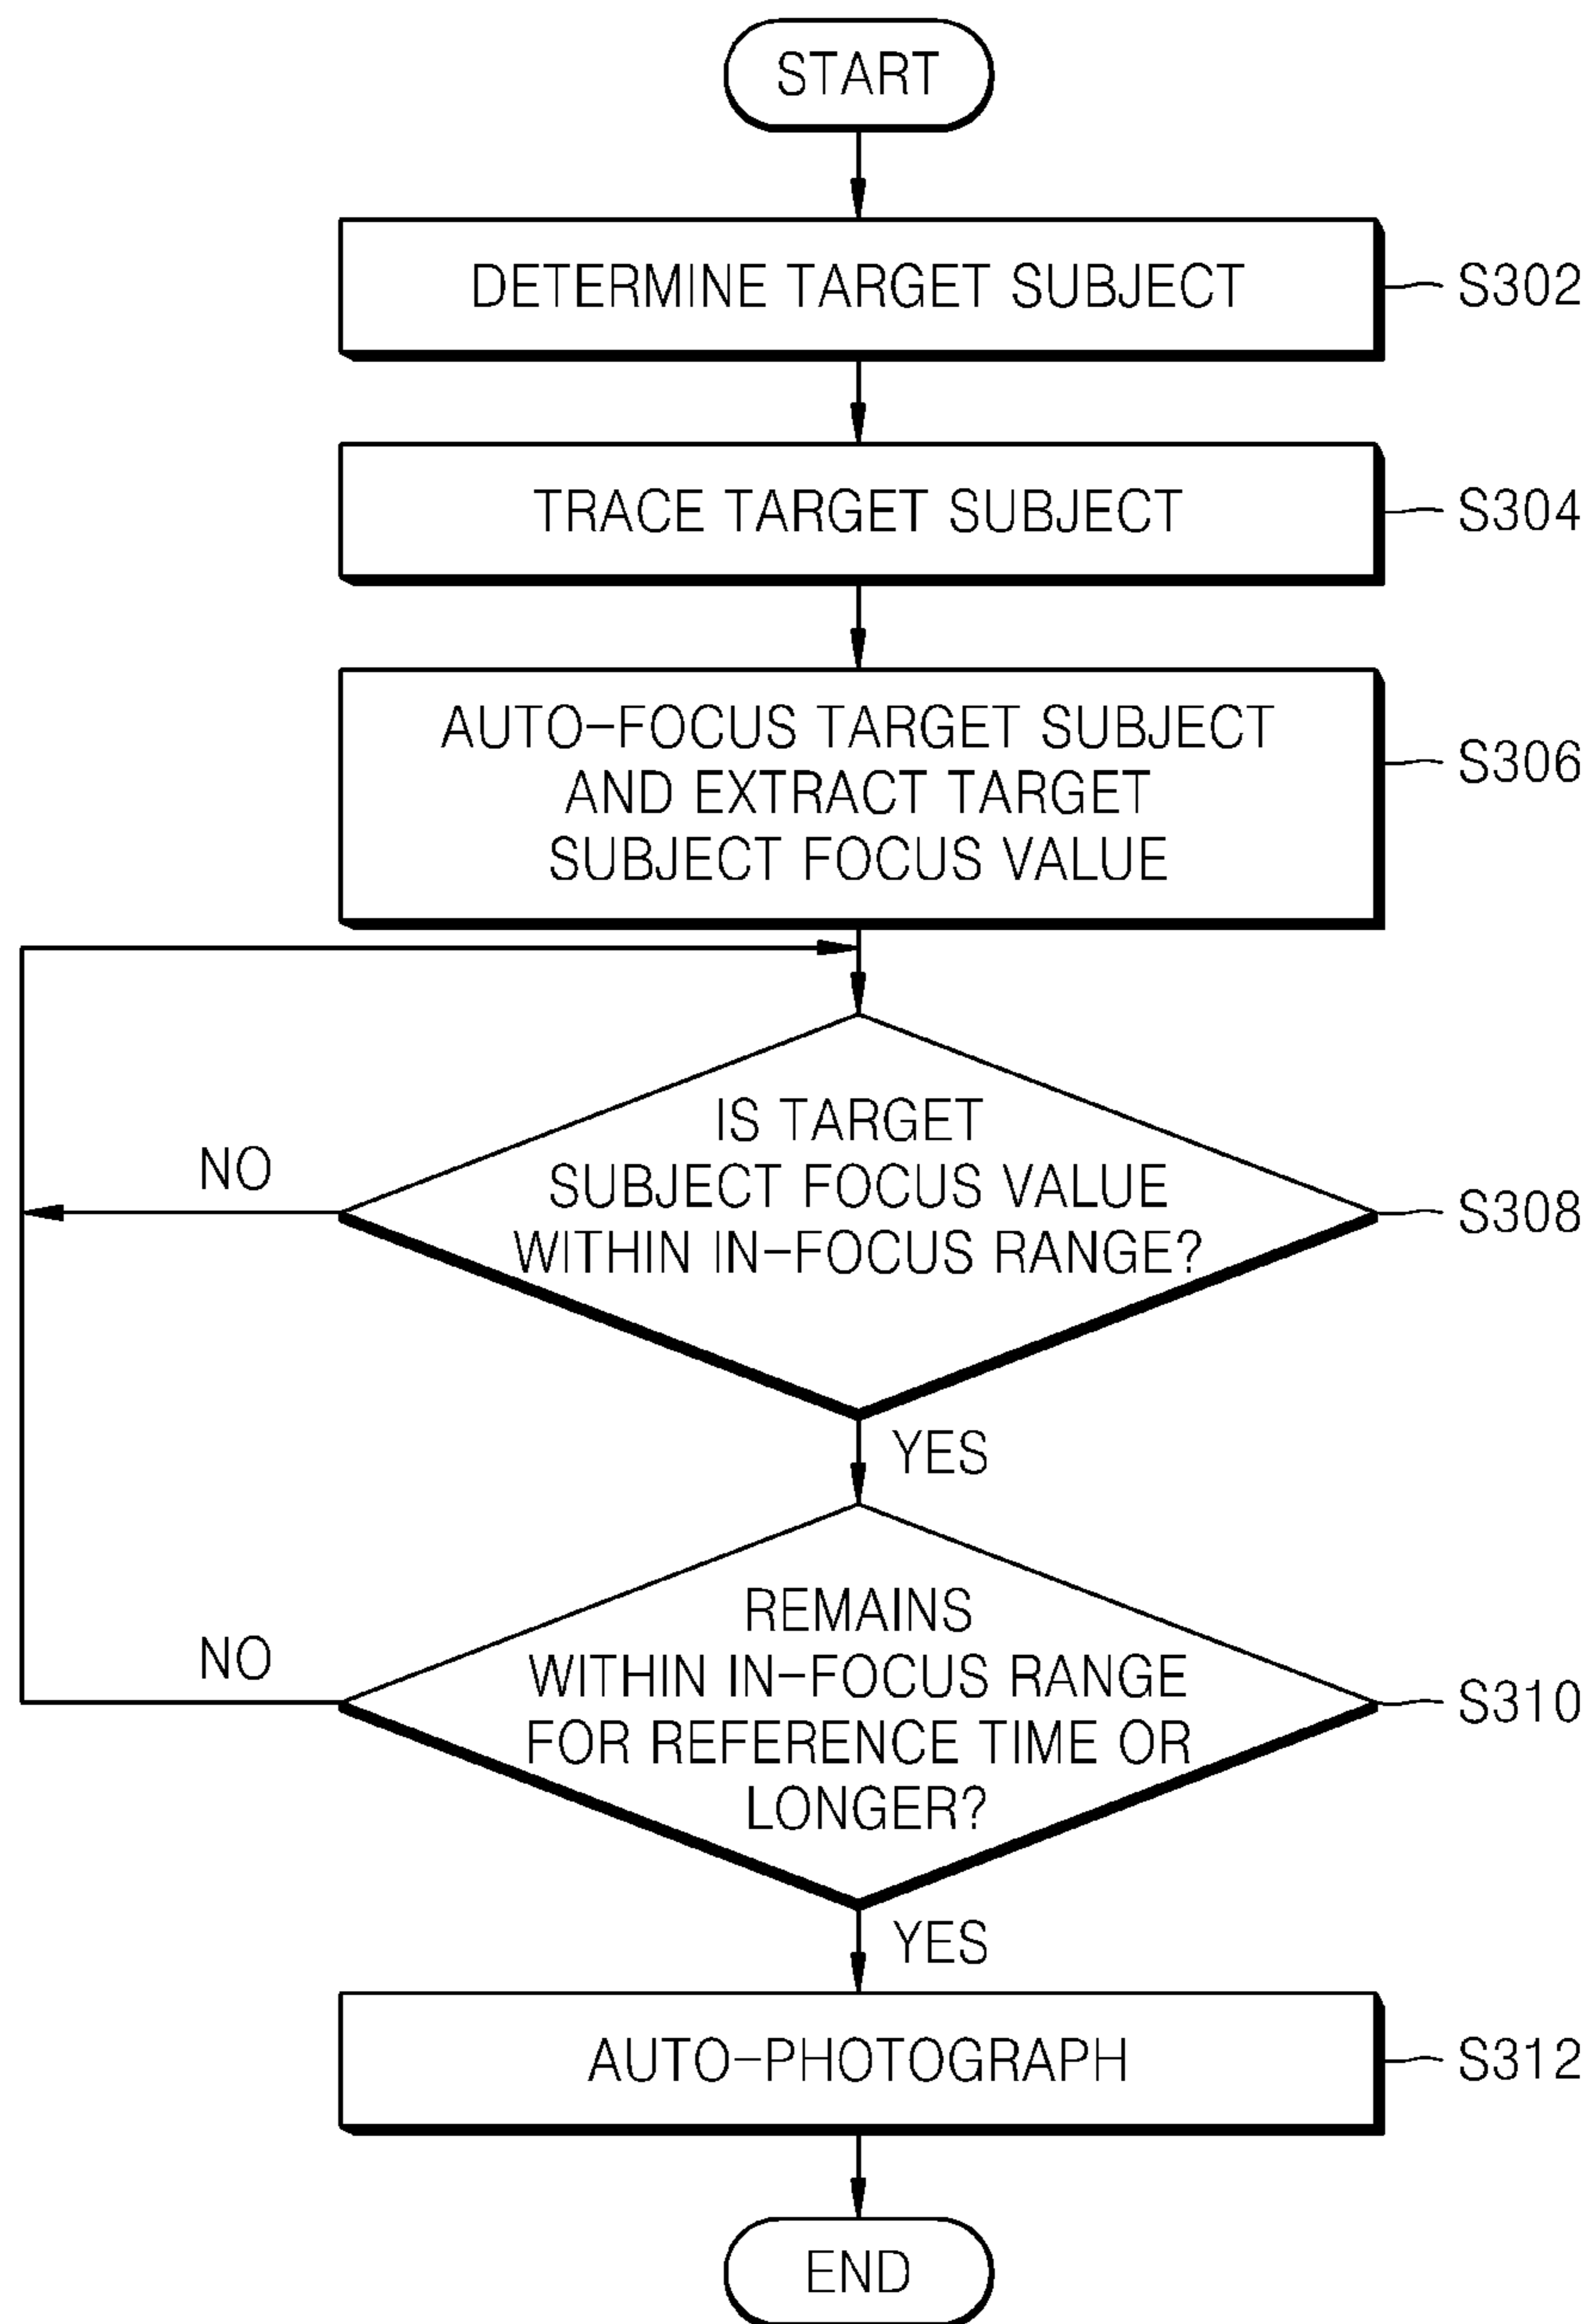 START
DETERMINE TARGET SUBJECT
S302
TRACE TARGET SUBJECT
S304
AUTO-FOCUS TARGET SUBJECT
AND EXTRACT TARGET
SUBJECT FOCUS VALUE
S306
IS TARGET
SUBJECT FOCUS VALUE
WITHIN IN-FOCUS RANGE?
NO
S308
YES
REMAINS
WITHIN IN-FOCUS RANGE
FOR REFERENCE TIME OR
LONGER?
NO
S310
YES
AUTO-PHOTOGRAPH
S312
END